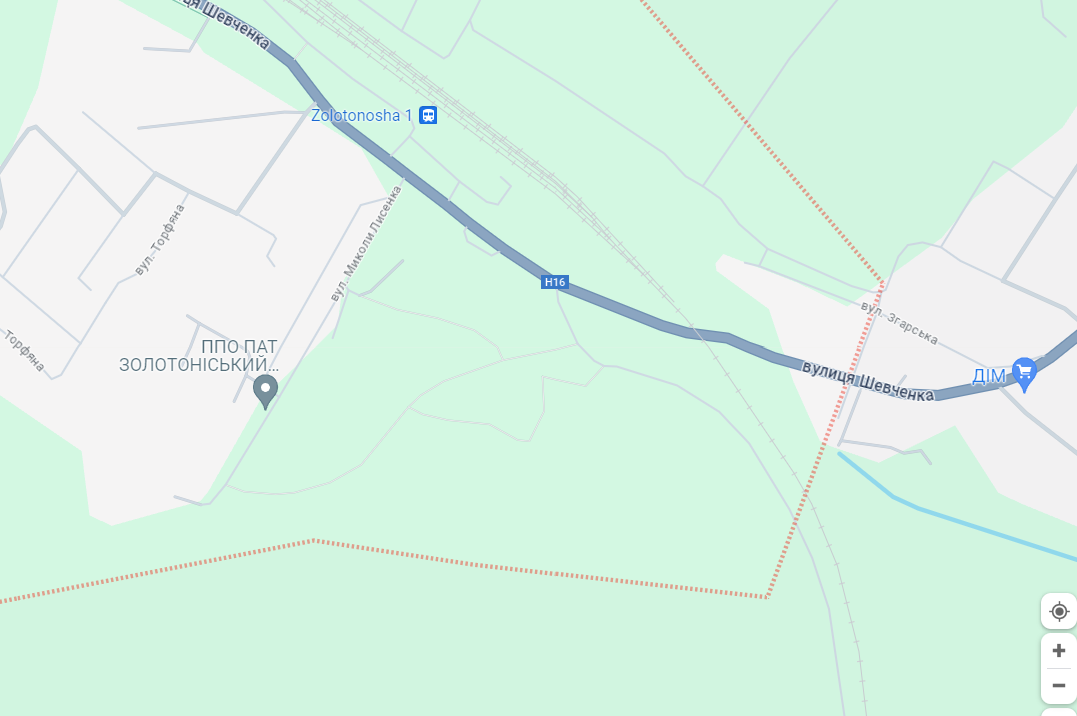 вулиця Шевченка
Zolotonosha 1
вул. Торфяна
вул. Миколи Лисенка
H16
вул. Згарська
Торфяна
ППО ПАТ
ЗОЛОТОНІСЬКИЙ...
вулиця Шевченка
ДІМ